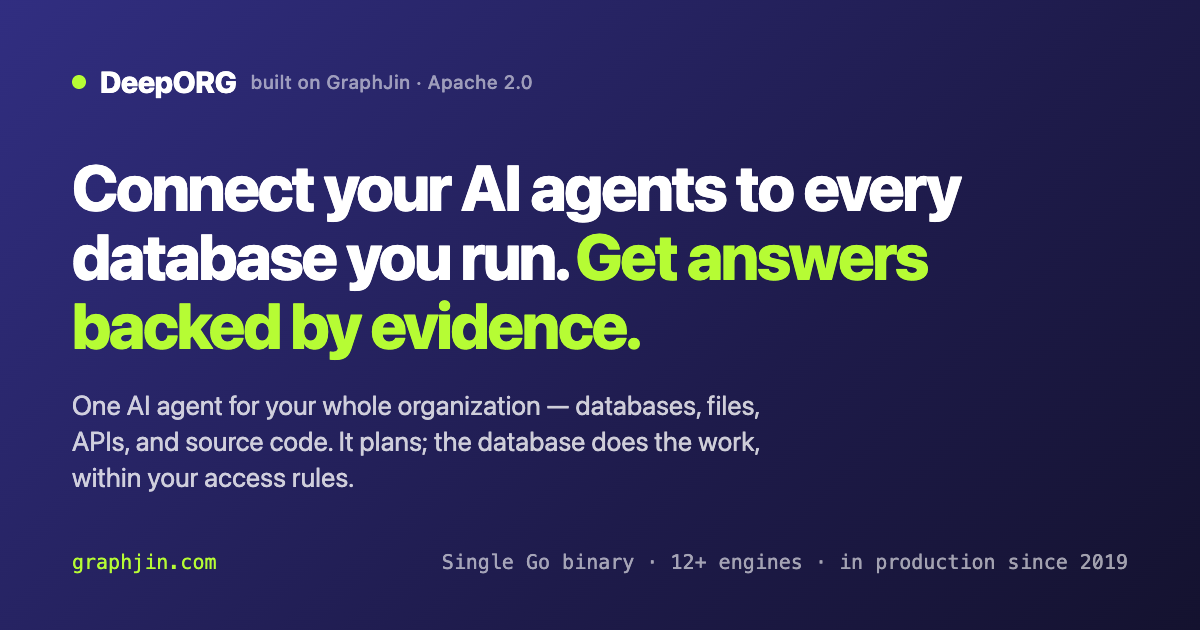 DeepORG built on GraphJin · Apache 2.0
Connect your AI agents to every
database you run. Get answers
backed by evidence.
One AI agent for your whole organization — databases, files,
APIs, and source code. It plans; the database does the work,
within your access rules.
graphjin.com
Single Go binary · 12+ engines · in production since 2019